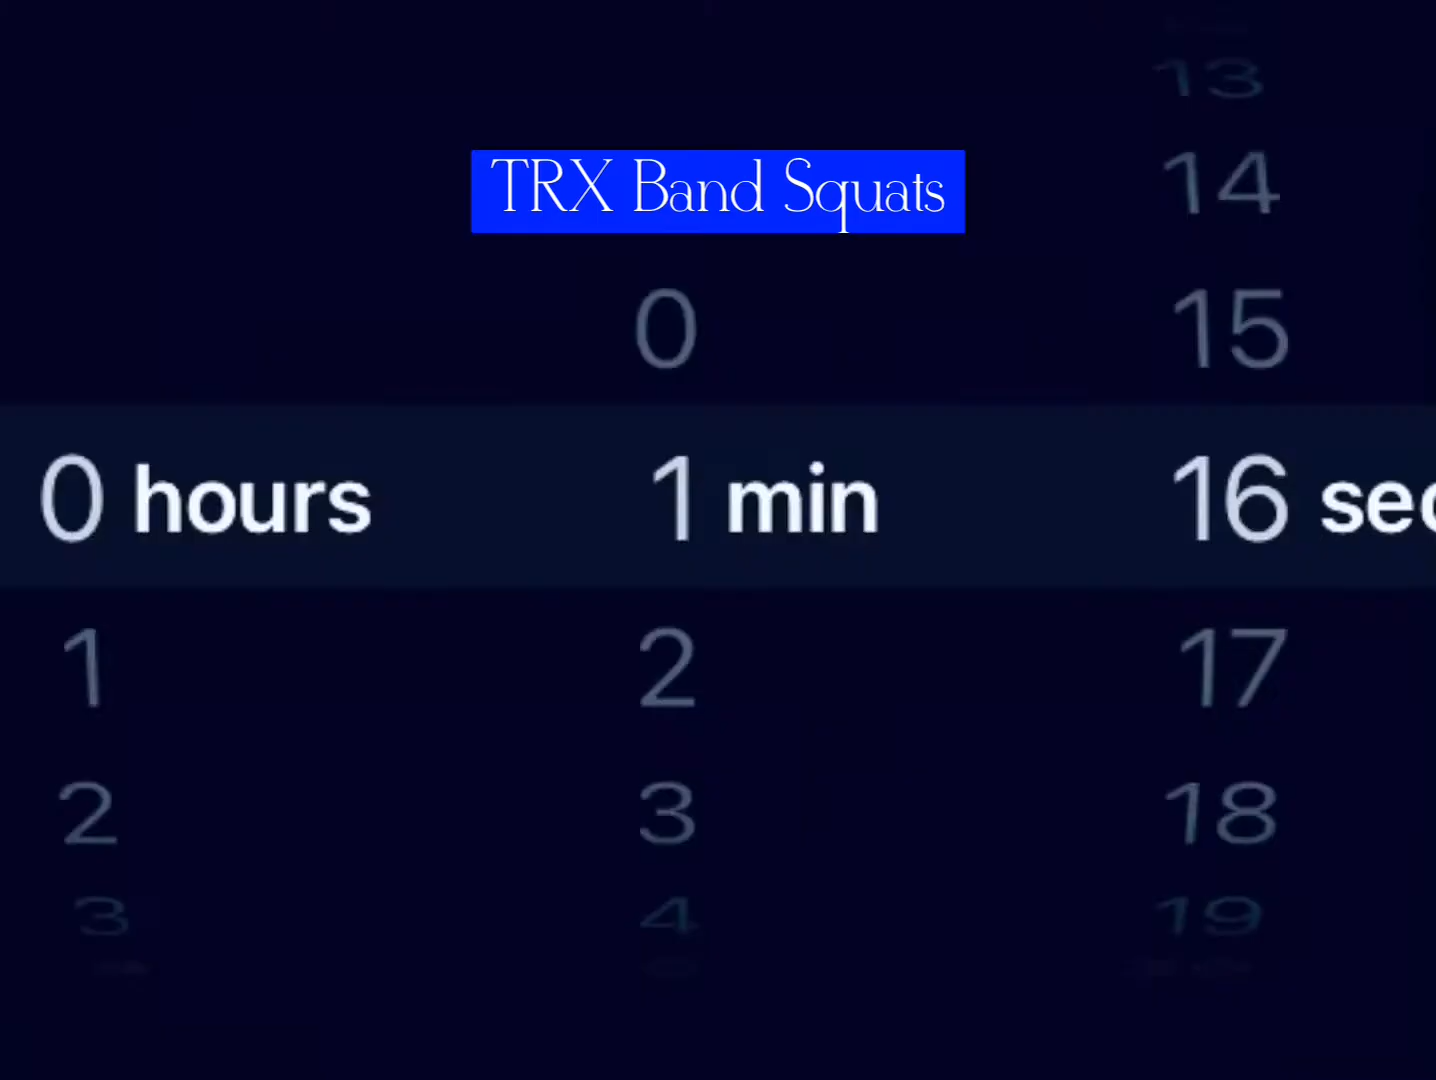 13
14
TRX Band Squats
0 15
0 hours 1 min 16 sec
1 2 17
2 3 18
3 4 19